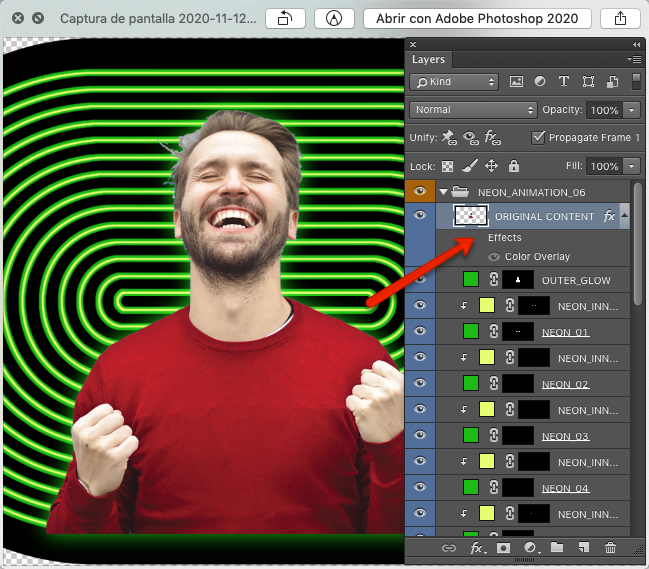 Captura de pantalla 2020-11-12...
Abrir con Adobe Photoshop 2020
Layers
Kind
Normal
Opacity: 100%
Unify:
Propagate Frame 1
Lock:
Fill: 100%
NEON_ANIMATION_06
ORIGINAL CONTENT fx
Effects
Color Overlay
OUTER_GLOW
NEON_INN...
NEON_01
NEON_INN...
NEON_02
NEON_INN...
NEON_03
NEON_INN...
NEON_04
NEON_INN...
fx